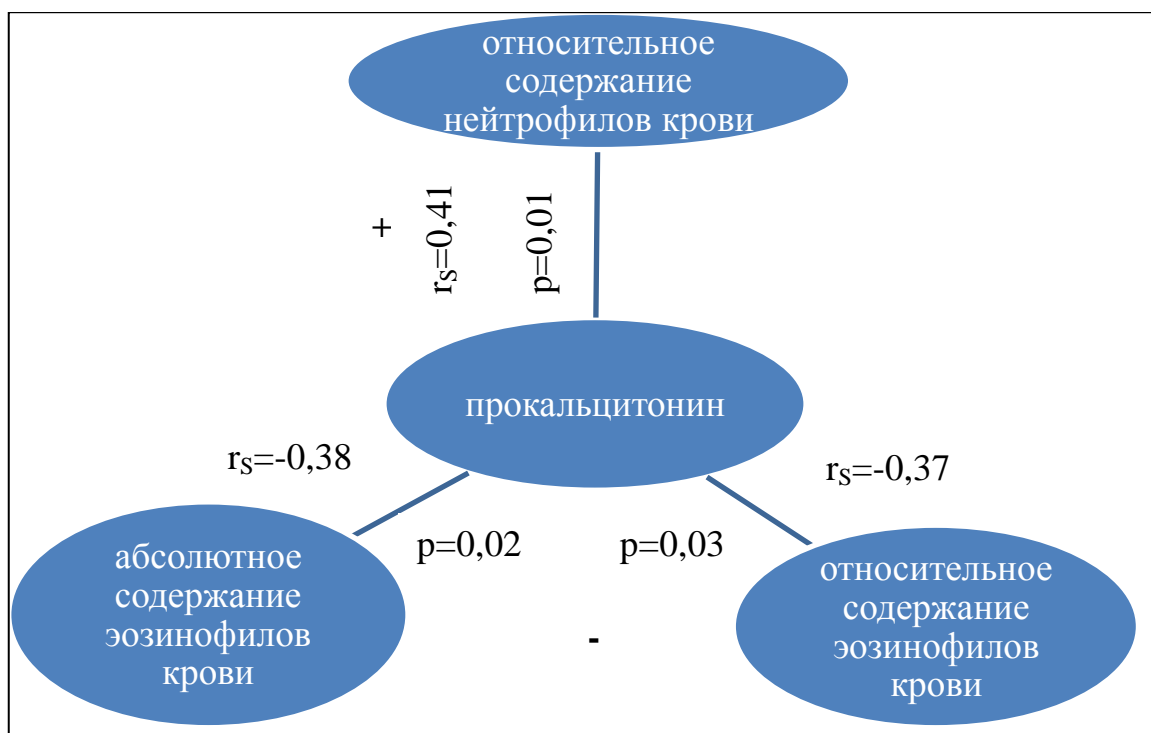 относительное
содержание
нейтрофилов крови
+
rs=0,41
p=0,01
прокальцитонин
rs=-0,38
p=0,02
rs=-0,37
p=0,03
абсолютное
содержание
эозинофилов
крови
-
относительное
содержание
эозинофилов
крови